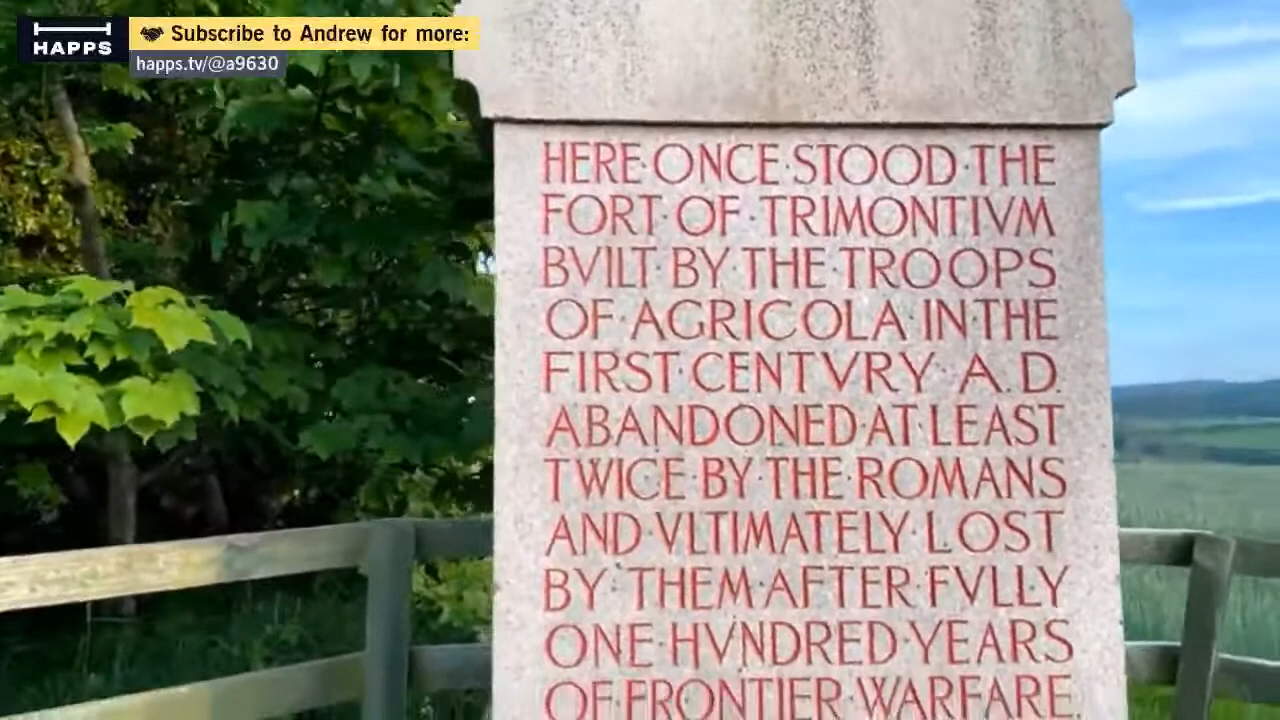 HAPPS
Subscribe to Andrew for more:
happs.tv/@a9630
HERE·ONCE·STOOD·THE
FORT·OF·TRIMONTIVM
BVILT·BY·THE·TROOPS
OF·AGRICOLA·IN·THE
FIRST·CENTVRY·A.D.
ABANDONED·AT·LEAST
TWICE·BY·THE·ROMANS
AND·VLTIMATELY·LOST
BY·THEM·AFTER·FVLLY
ONE·HVNDRED·YEARS
OF·FRONTIER·WARFARE.